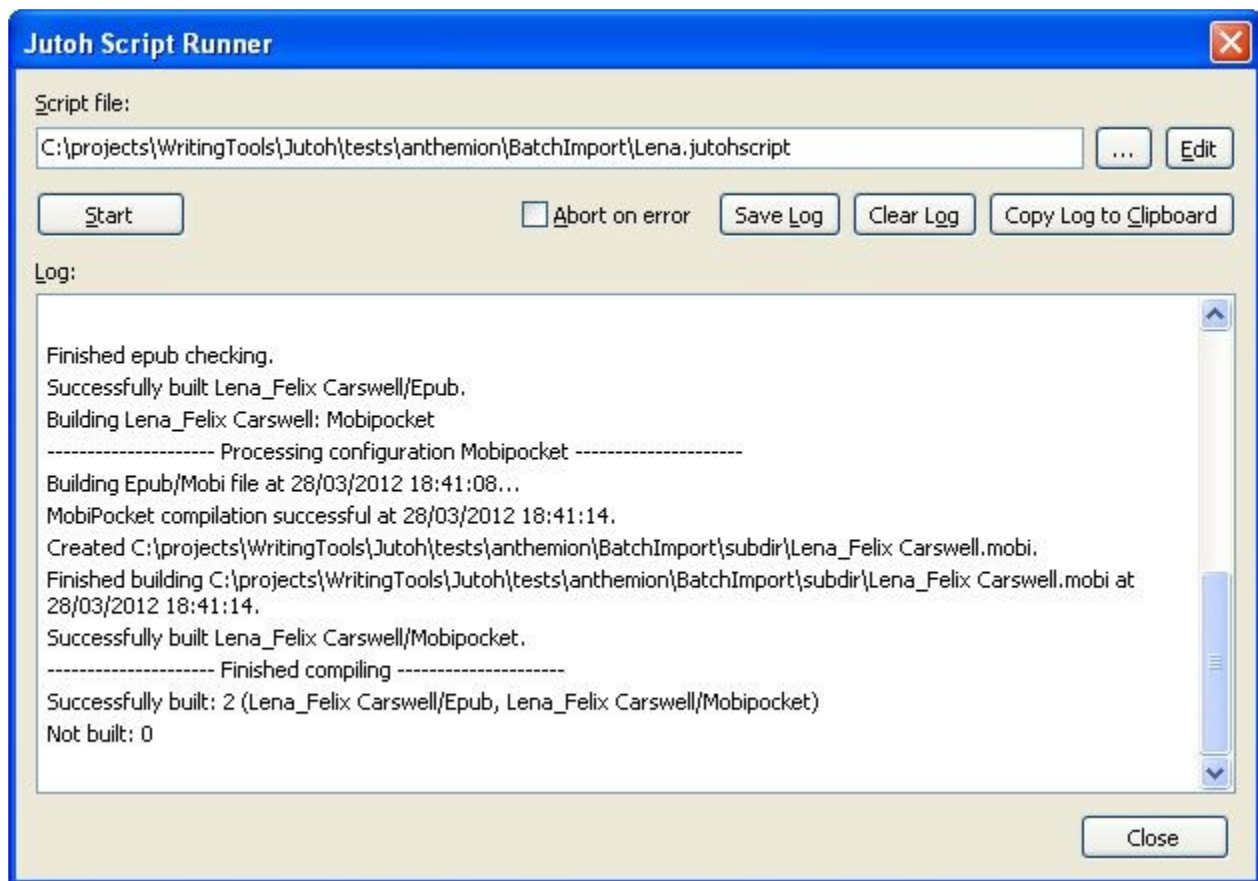 Jutoh Script Runner
Script file:
C:\projects\WritingTools\Jutoh\tests\anthemion\BatchImport\Lena.jutohscript ... Edit
Start Abort on error Save Log Clear Log Copy Log to Clipboard
Log:
Finished epub checking.
Successfully built Lena_Felix Carswell/Epub.
Building Lena_Felix Carswell: Mobipocket
--------------------- Processing configuration Mobipocket ---------------------
Building Epub/Mobi file at 28/03/2012 18:41:08...
MobiPocket compilation successful at 28/03/2012 18:41:14.
Created C:\projects\WritingTools\Jutoh\tests\anthemion\BatchImport\subdir\Lena_Felix Carswell.mobi.
Finished building C:\projects\WritingTools\Jutoh\tests\anthemion\BatchImport\subdir\Lena_Felix Carswell.mobi at
28/03/2012 18:41:14.
Successfully built Lena_Felix Carswell/Mobipocket.
--------------------- Finished compiling ---------------------
Successfully built: 2 (Lena_Felix Carswell/Epub, Lena_Felix Carswell/Mobipocket)
Not built: 0
Close